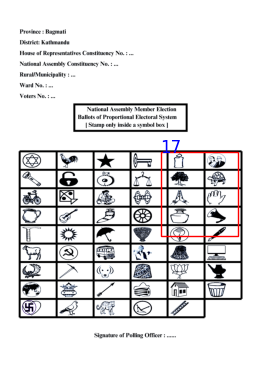 Province : Bagmati
District: Kathmandu
House of Representatives Constituency No. : ...
National Assembly Constituency No. : ...
Rural/Municipality : ...
Ward No. : ...
Voters No. : ...
National Assembly Member Election
Ballots of Proportional Electoral System
[ Stamp only inside a symbol box ]
17
Signature of Polling Officer : ......